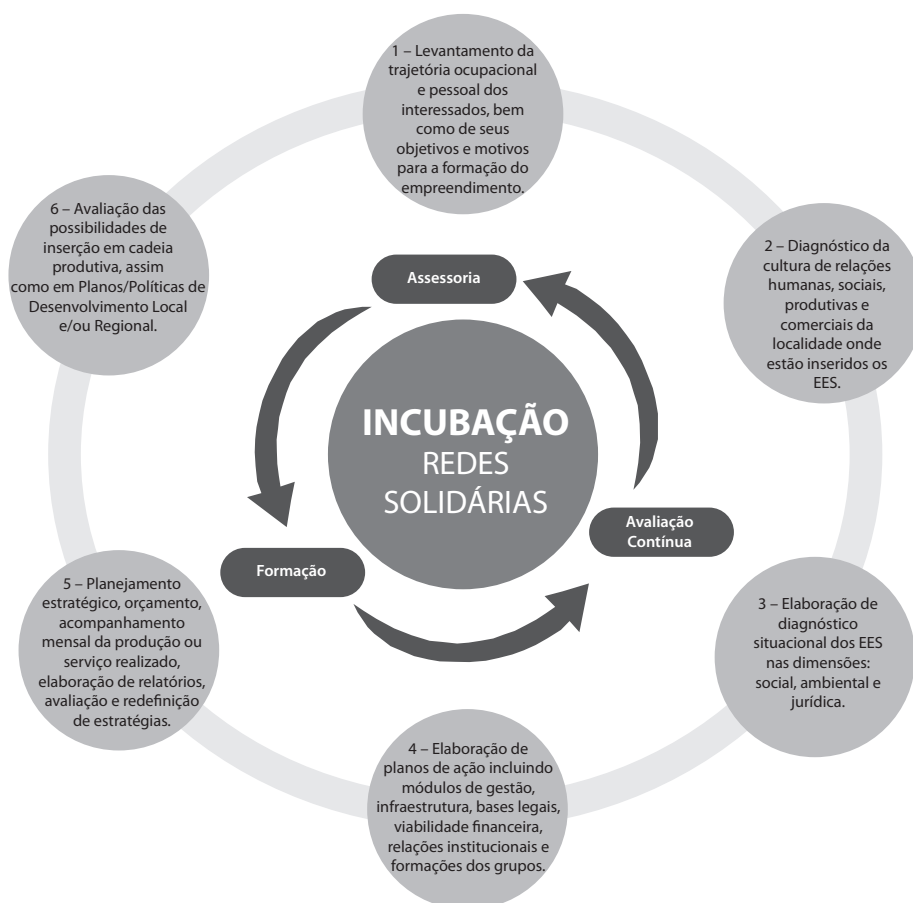 1 – Levantamento da
trajetória ocupacional
e pessoal dos
interessados, bem
como de seus
objetivos e motivos
para a formação do
empreendimento.
2 – Diagnóstico da
cultura de relações
humanas, sociais,
produtivas e
comerciais da
localidade onde
estão inseridos os
EES.
3 – Elaboração de
diagnóstico
situacional dos EES
nas dimensões:
social, ambiental e
jurídica.
4 – Elaboração de
planos de ação incluindo
módulos de gestão,
infraestrutura, bases legais,
viabilidade financeira,
relações institucionais e
formações dos grupos.
5 – Planejamento
estratégico, orçamento,
acompanhamento
mensal da produção ou
serviço realizado,
elaboração de relatórios,
avaliação e redefinição
de estratégias.
6 – Avaliação das
possibilidades de
inserção em cadeia
produtiva, assim
como em Planos/Políticas de
Desenvolvimento Local
e/ou Regional.
Assessoria
INCUBAÇÃO
REDES
SOLIDÁRIAS
Formação
Avaliação
Contínua